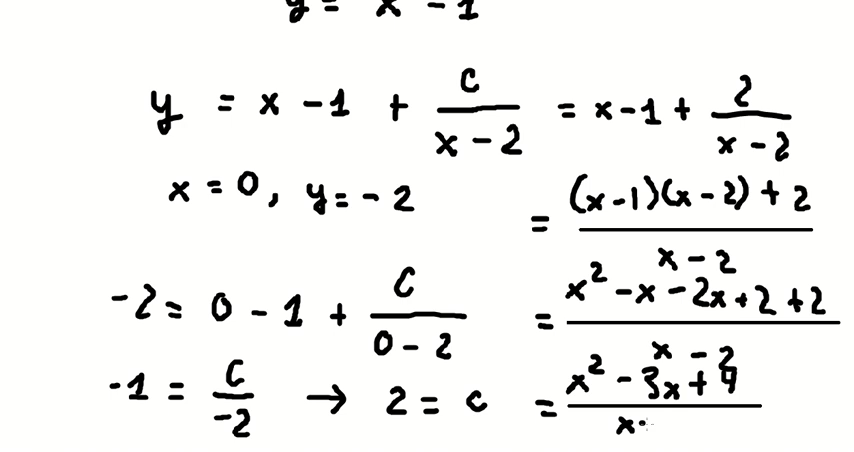 y = x - 1
y = x - 1 + c/(x - 2) = x - 1 + 2/(x - 2)
x = 0, y = - 2
= ((x - 1)(x - 2) + 2)/(x - 2)
-2 = 0 - 1 + c/(0 - 2)
= (x² - x - 2x + 2 + 2)/(x - 2)
-1 = c/-2 → 2 = c
= (x² - 3x + 4)/(x -